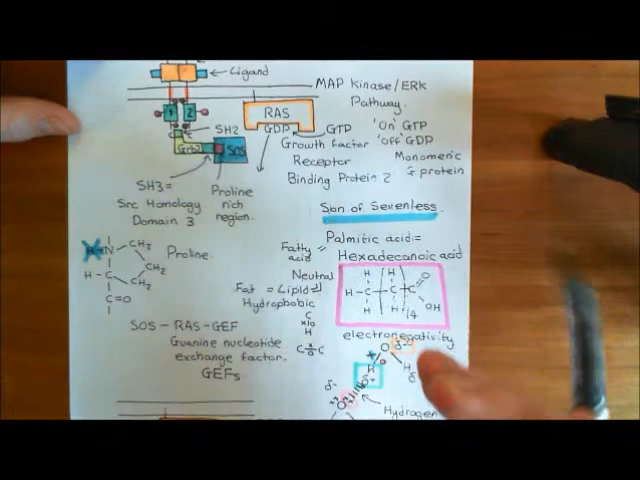 Ligand
MAP Kinase/ERK
Pathway.
RAS
GDP
GTP
'On' GTP
'Off' GDP
1 2
SH2
Grb2
SOS
Growth factor
Receptor
Binding Protein 2
Monomeric
G protein
SH3 =
Src Homology
Domain 3
Proline
rich
region.
Son of Sevenless.
Palmitic acid =
Fatty
acid
Hexadecanoic acid
H-N CH2
CH2
CH2
H-C
C=O
Proline.
Neutral
Fat = Lipid
Hydrophobic
H H O
H-C-C-C
H H 14 OH
C
H
C C
SOS - RAS-GEF
Guanine nucleotide
exchange factor.
GEFs
electronegativity
O δ-
H H
δ+ δ
δ-
O
Hydrogen